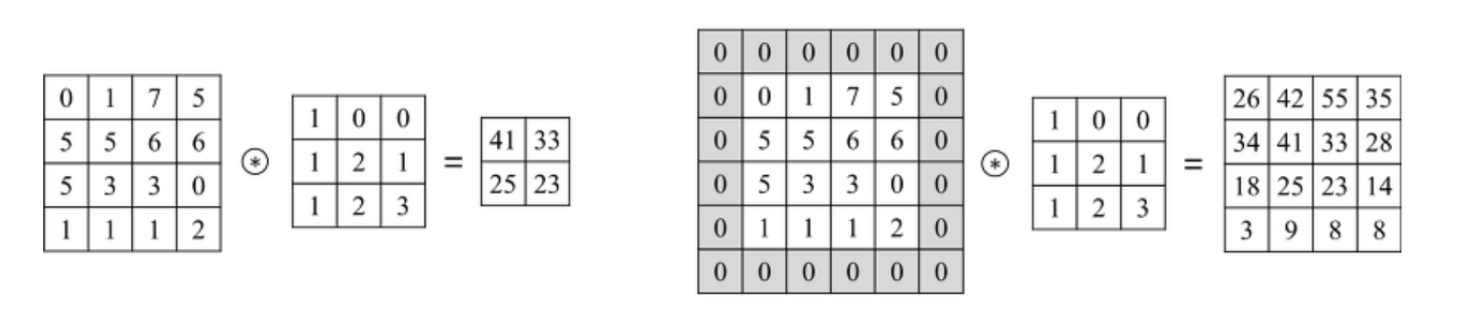 0 1 7 5
5 5 6 6
5 3 3 0
1 1 1 2
⊛
1 0 0
1 2 1
1 2 3
=
41 33
25 23
0 0 0 0 0 0
0 0 1 7 5 0
0 5 5 6 6 0
0 5 3 3 0 0
0 1 1 1 2 0
0 0 0 0 0 0
⊛
1 0 0
1 2 1
1 2 3
=
26 42 55 35
34 41 33 28
18 25 23 14
3 9 8 8